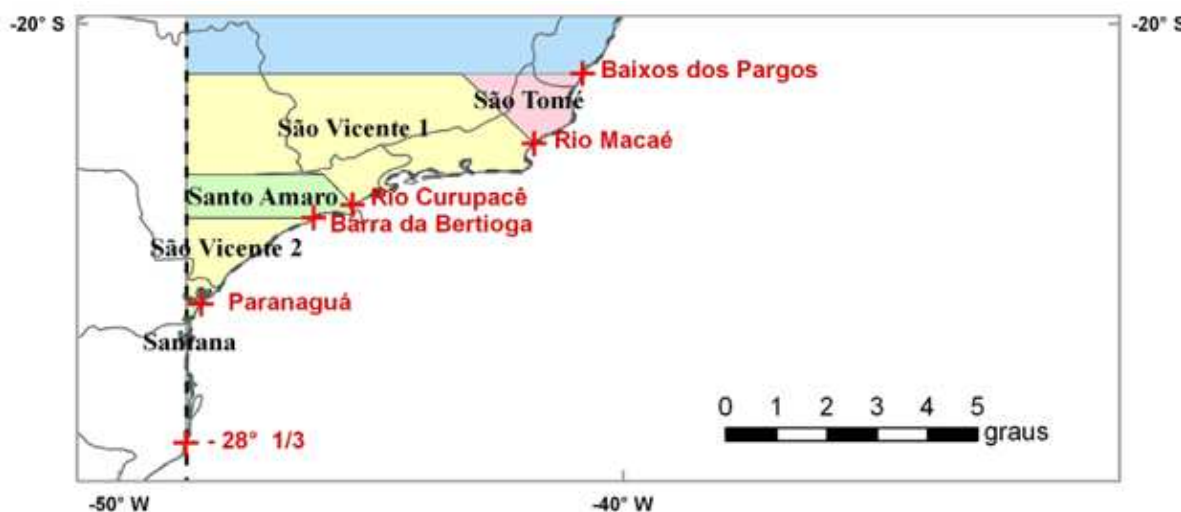 -20° S
-20° S
Baixos dos Pargos
São Tomé
São Vicente 1
Rio Macaé
Santo Amaro
Rio Curupacê
Barra da Bertioga
São Vicente 2
Paranaguá
Santana
0 1 2 3 4 5
graus
- 28° 1/3
-50° W
-40° W